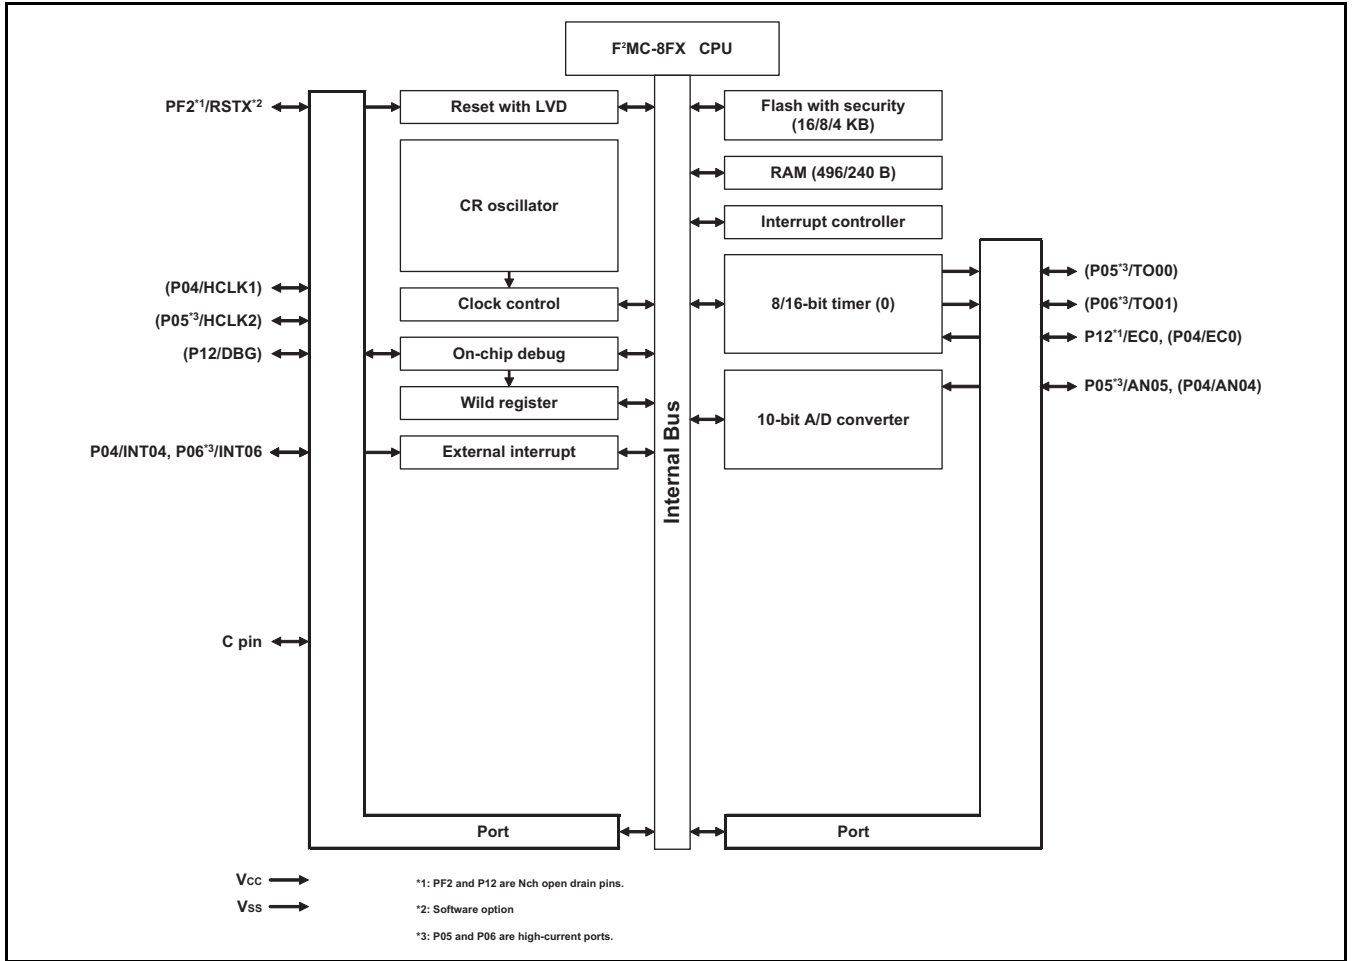 F²MC-8FX CPU
PF2*1/RSTX*2
Reset with LVD
Flash with security
(16/8/4 KB)
RAM (496/240 B)
CR oscillator
Interrupt controller
(P04/HCLK1)
(P05*3/HCLK2)
(P12/DBG)
Clock control
8/16-bit timer (0)
(P05*3/TO00)
(P06*3/TO01)
P12*1/EC0, (P04/EC0)
On-chip debug
Wild register
10-bit A/D converter
P05*3/AN05, (P04/AN04)
P04/INT04, P06*3/INT06
External interrupt
Internal Bus
C pin
Port
Port
Vcc
Vss
*1: PF2 and P12 are Nch open drain pins.
*2: Software option
*3: P05 and P06 are high-current ports.